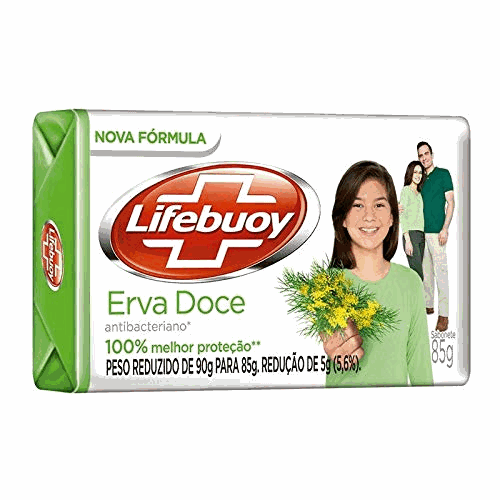 NOVA FÓRMULA
Lifebuoy
Lifebuoy
Erva Doce
antibacteriano*
100% melhor proteção**
PESO REDUZIDO DE 90g PARA 85g. REDUÇÃO DE 5g (5,6%).
Sabonete
85g